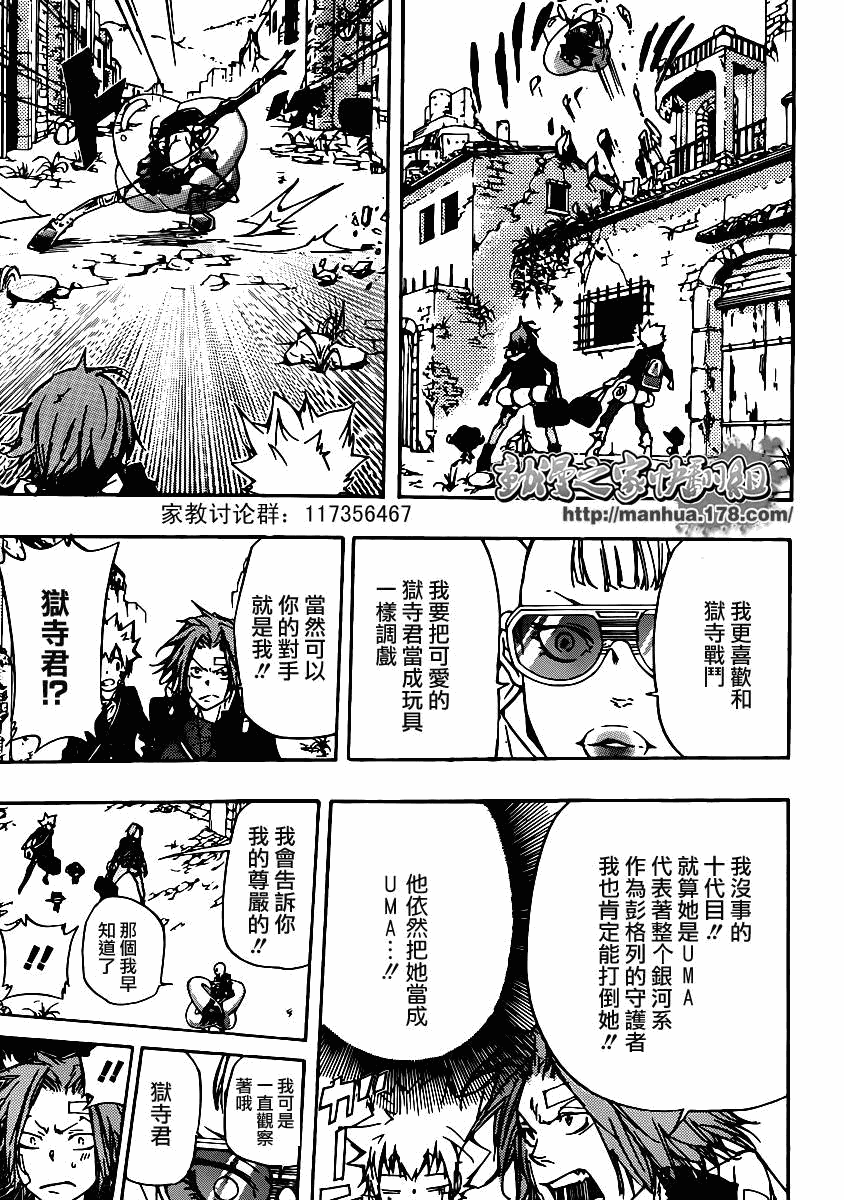 動漫之家汉化组
http://manhua.178.com/
家教讨论群：117356467
我更喜歡和
獄寺戰鬥
我要把可愛的
獄寺君當成玩具
一樣調戲
當然可以
你的對手
就是我!!
獄寺君!?
我沒事的
十代目!!
就算她是UMA
代表著整个銀河系
作為彭格列的守護者
我也肯定能打倒她!!
他依然把她當成
UMA…!!
我會告訴你
我的尊嚴的!!
那個我早
知道了
!!
我可是
一直觀察
著哦
獄寺君
!!